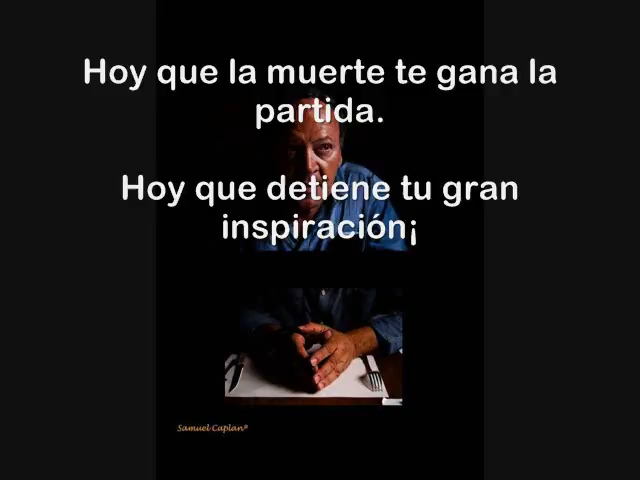 Hoy que la muerte te gana la
partida.
Hoy que detiene tu gran
inspiración¡
Samuel Caplan®